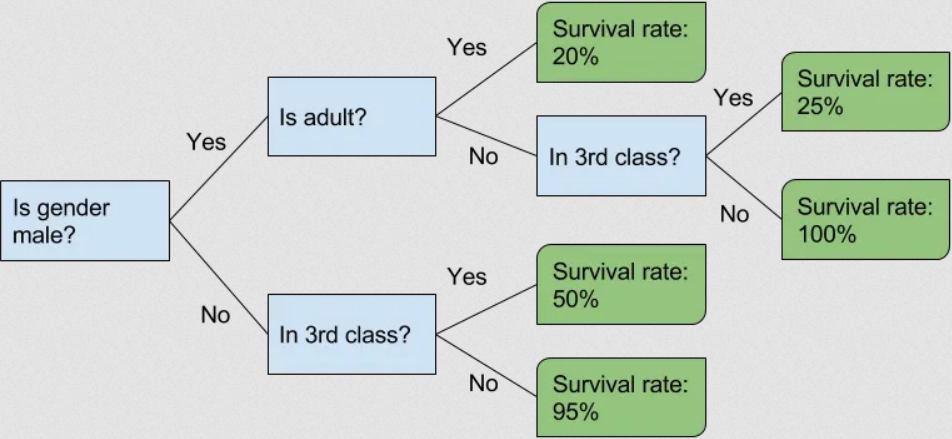 Is gender
male?
Yes
No
Is adult?
Yes
No
Survival rate:
20%
In 3rd class?
Yes
No
Survival rate:
25%
Survival rate:
100%
In 3rd class?
Yes
No
Survival rate:
50%
Survival rate:
95%